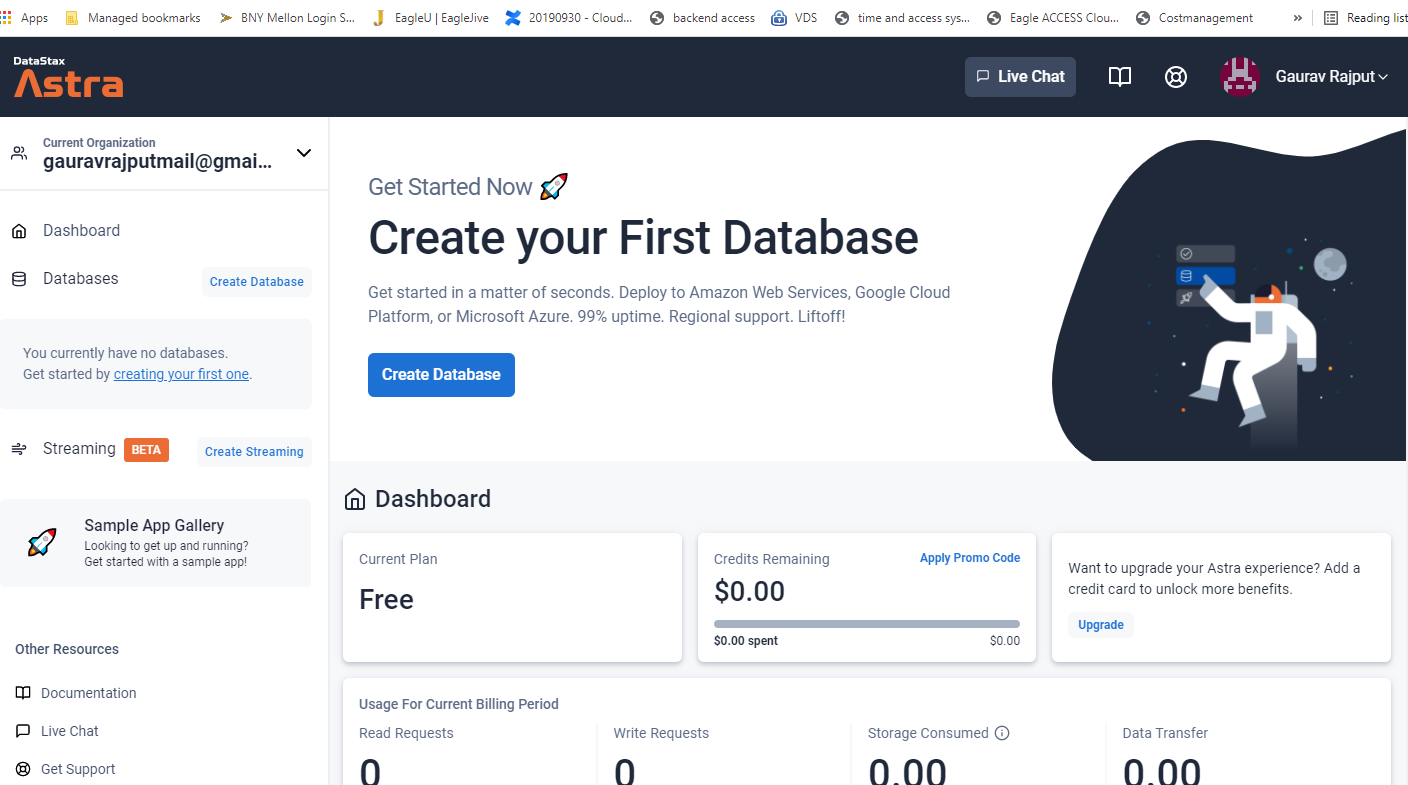 Apps Managed bookmarks BNY Mellon Login S... EagleU | EagleJive 20190930 - Cloud... backend access VDS time and access sys... Eagle ACCESS Clou... Costmanagement » Reading list
DataStax
Astra
Live Chat
Gaurav Rajput
Current Organization
gauravrajputmail@gmai...
Dashboard
Databases
Create Database
You currently have no databases.
Get started by creating your first one.
Streaming BETA
Create Streaming
Sample App Gallery
Looking to get up and running?
Get started with a sample app!
Other Resources
Documentation
Live Chat
Get Support
Get Started Now 🚀
Create your First Database
Get started in a matter of seconds. Deploy to Amazon Web Services, Google Cloud
Platform, or Microsoft Azure. 99% uptime. Regional support. Liftoff!
Create Database
Dashboard
Current Plan
Free
Credits Remaining
Apply Promo Code
$0.00
$0.00 spent
$0.00
Want to upgrade your Astra experience? Add a
credit card to unlock more benefits.
Upgrade
Usage For Current Billing Period
Read Requests
0
Write Requests
0
Storage Consumed
0.00
Data Transfer
0.00